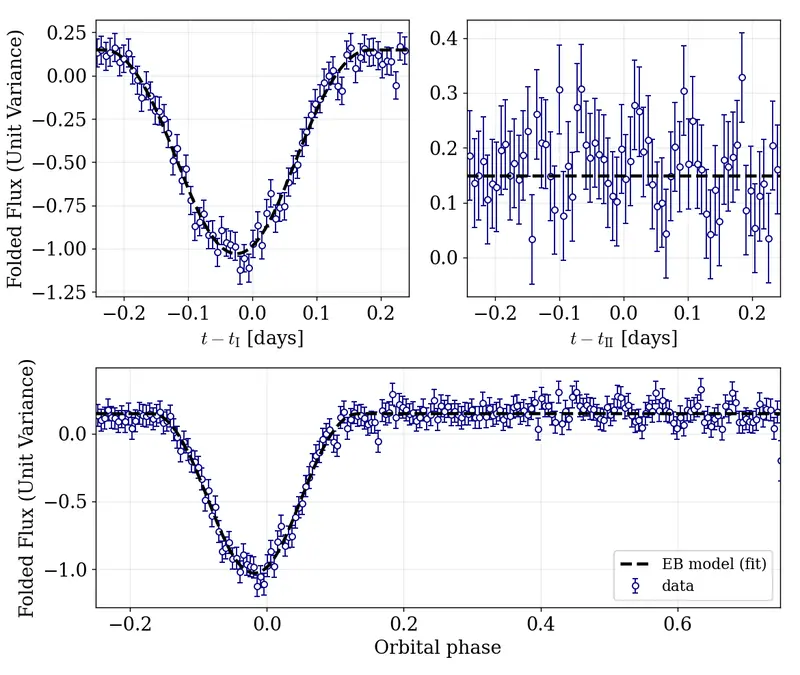 Folded Flux (Unit Variance)
0.25
0.00
−0.25
−0.50
−0.75
−1.00
−1.25
−0.2 −0.1 0.0 0.1 0.2
t − tI [days]
0.4
0.3
0.2
0.1
0.0
−0.2 −0.1 0.0 0.1 0.2
t − tII [days]
Folded Flux (Unit Variance)
0.0
−0.5
−1.0
−0.2 0.0 0.2 0.4 0.6
Orbital phase
EB model (fit)
data